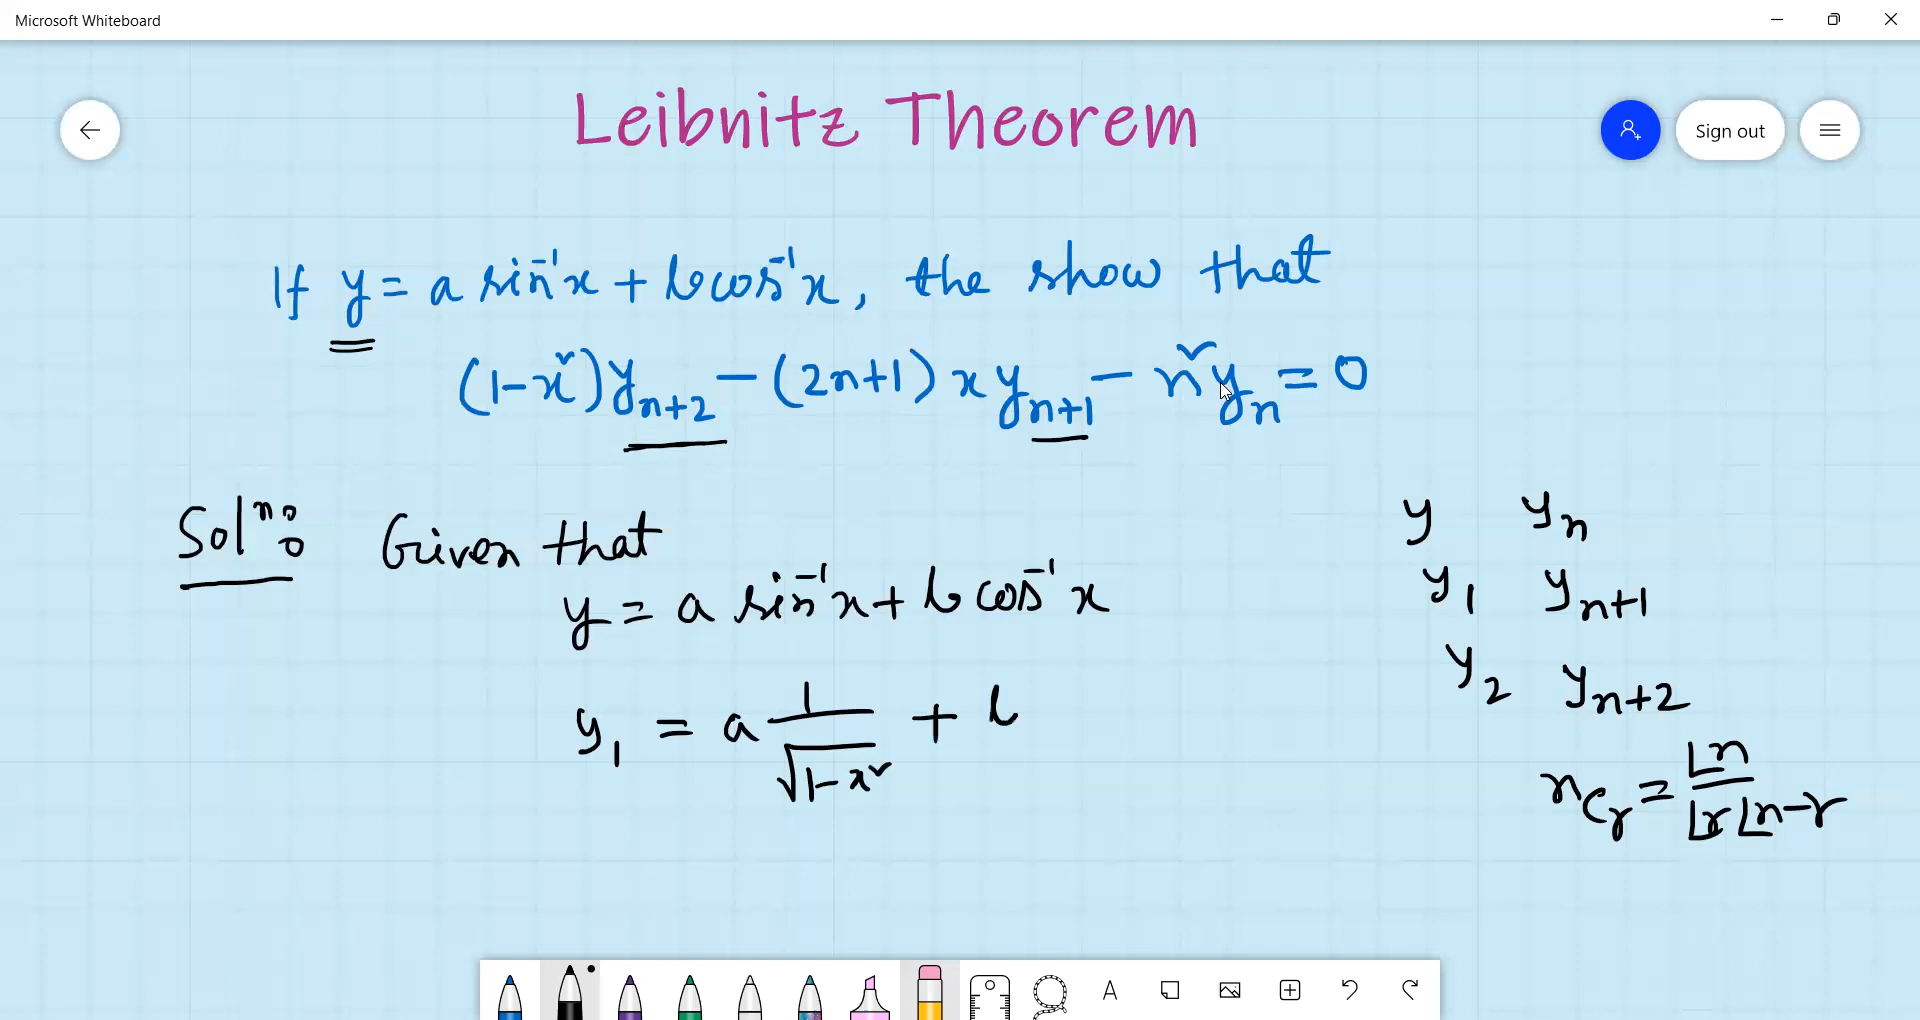 Microsoft Whiteboard
Leibnitz Theorem
Sign out
If y = a sin⁻¹x + b cos⁻¹x, the show that
(1-x²)yₙ₊₂ - (2n+1) x yₙ₊₁ - n²yₙ = 0
Solⁿ: Given that
y = a sin⁻¹x + b cos⁻¹x
y₁ = a 1/√(1-x²) + b
y yₙ
y₁ yₙ₊₁
y₂ yₙ₊₂
ⁿCᵣ = ∟n / ∟r ∟n-r
A